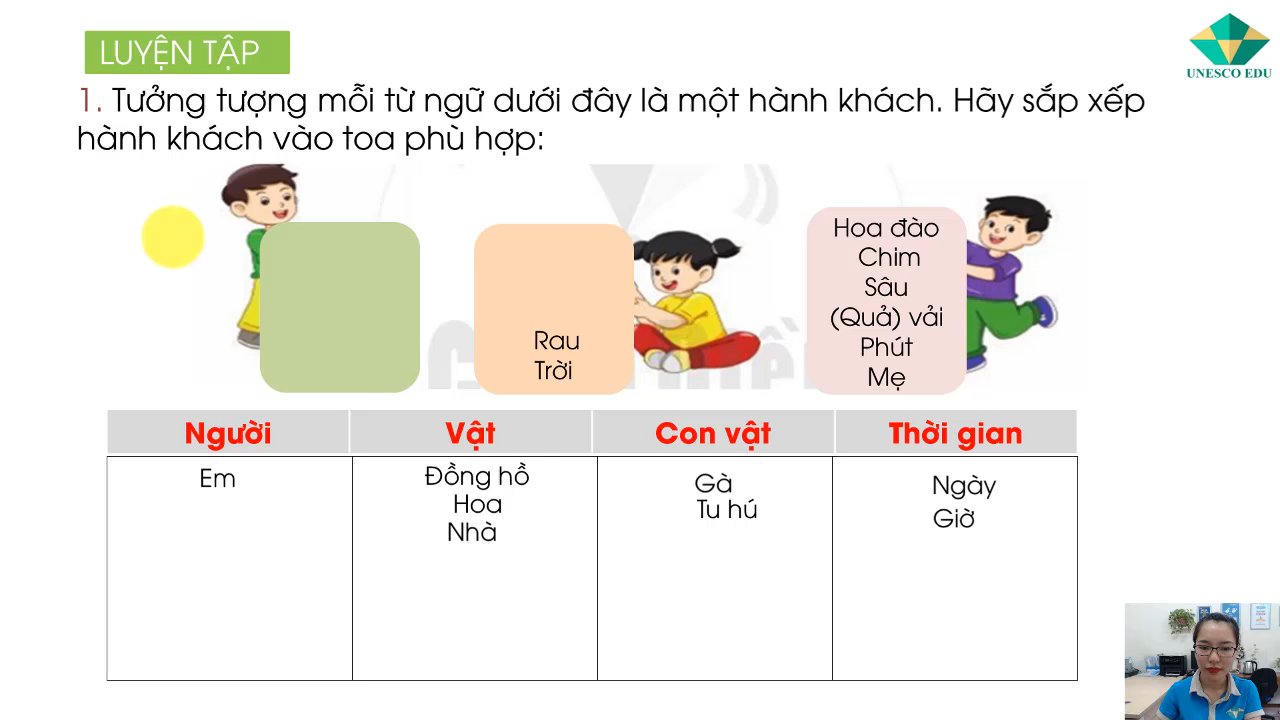 LUYỆN TẬP
UNESCO EDU
1. Tưởng tượng mỗi từ ngữ dưới đây là một hành khách. Hãy sắp xếp
hành khách vào toa phù hợp:
Rau
Trời
Hoa đào
Chim
Sâu
(Quả) vải
Phút
Mẹ
Người
Vật
Con vật
Thời gian
Em
Đồng hồ
Hoa
Nhà
Gà
Tu hú
Ngày
Giờ